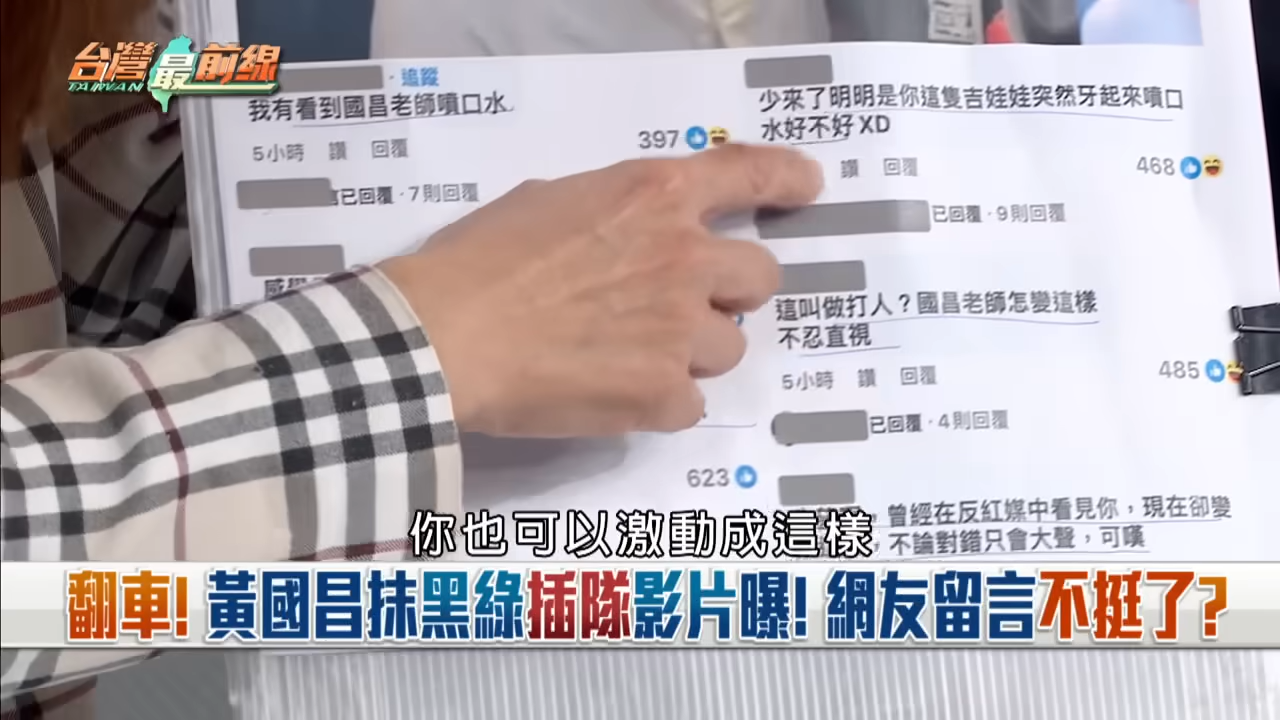 台灣最前線
TAIWAN
· 追蹤
我有看到國昌老師噴口水
5小時 讚 回覆
397
已回覆 · 7則回覆
623
少來了明明是你這隻吉娃娃突然牙起來噴口
水好不好XD
讚 回覆
468
已回覆 · 9則回覆
這叫做打人？國昌老師怎變這樣
不忍直視
5小時 讚 回覆
485
已回覆 · 4則回覆
，曾經在反紅媒中看見你，現在卻變
，不論對錯只會大聲，可嘆
你也可以激動成這樣
翻車! 黃國昌抹黑綠插隊影片曝! 網友留言不挺了?